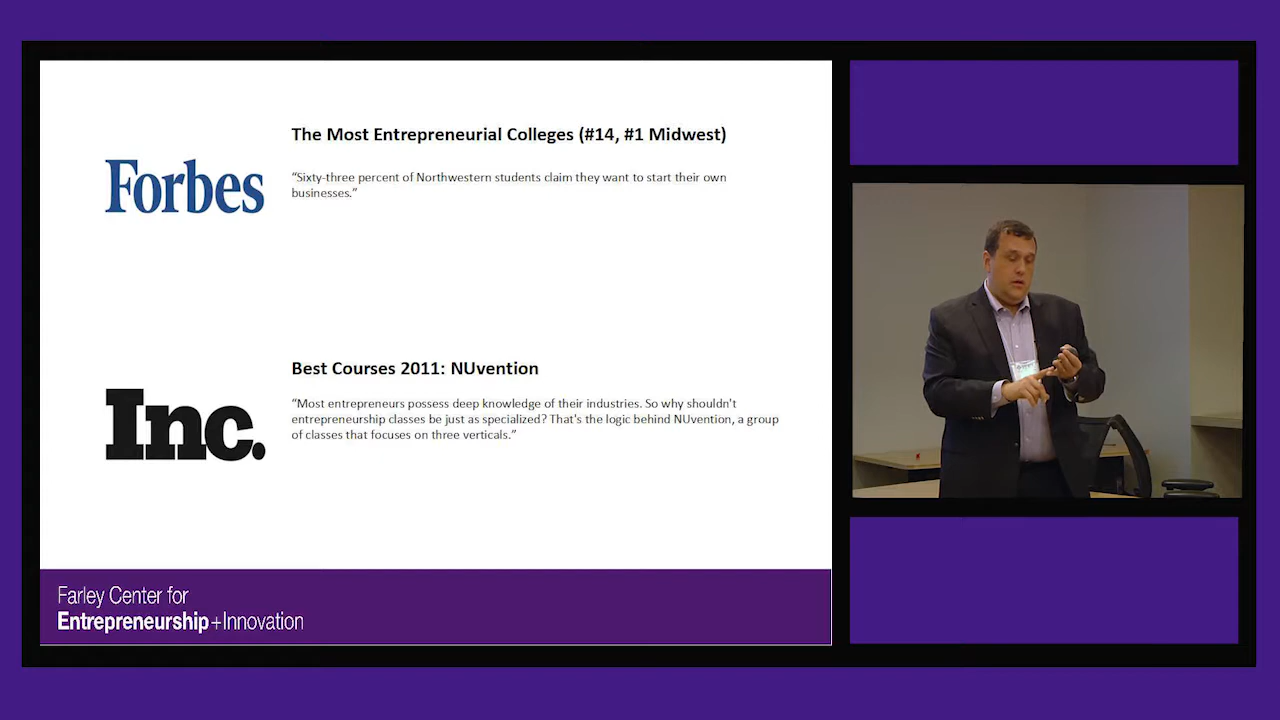 The Most Entrepreneurial Colleges (#14, #1 Midwest)
Forbes
“Sixty-three percent of Northwestern students claim they want to start their own
businesses.”
Best Courses 2011: NUvention
Inc.
“Most entrepreneurs possess deep knowledge of their industries. So why shouldn't
entrepreneurship classes be just as specialized? That's the logic behind NUvention, a group
of classes that focuses on three verticals.”
Farley Center for
Entrepreneurship+Innovation